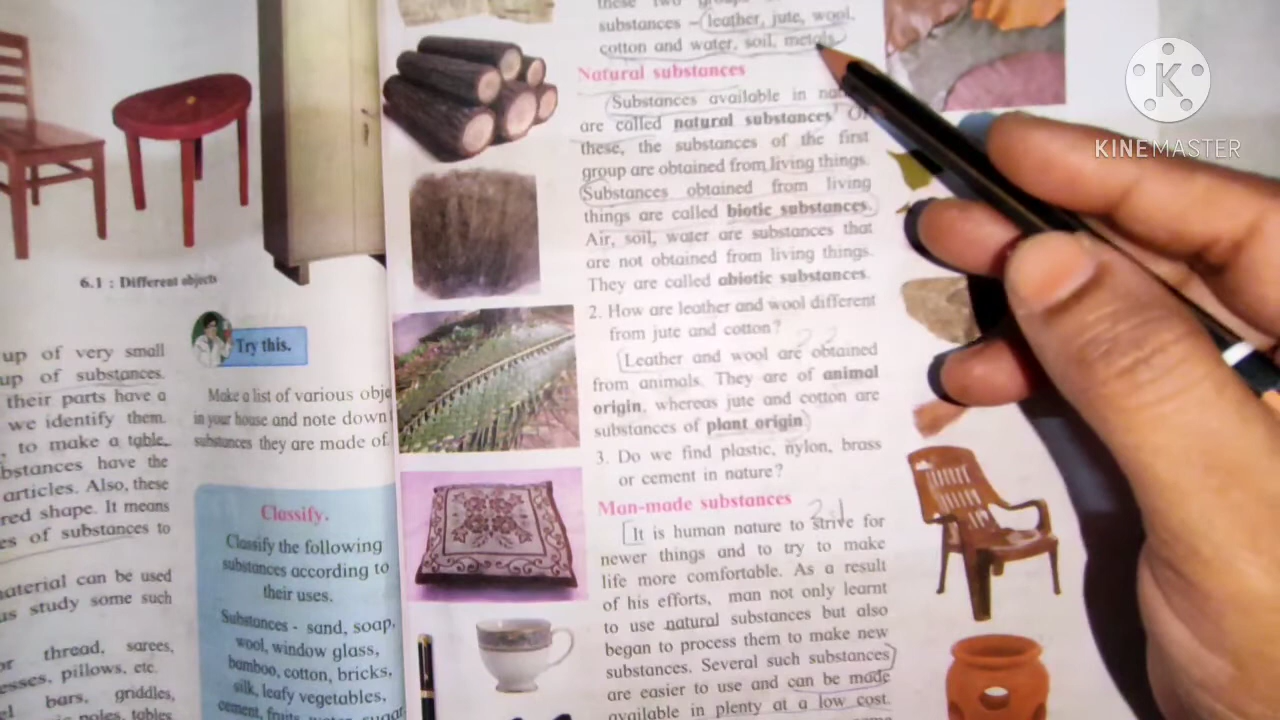 6.1 : Different objects
up of very small
up of substances.
their parts have a
we identify them.
to make a table,
bstances have the
articles. Also, these
red shape. It means
es of substances to
material can be used
us study some such
or thread, sarees,
esses, pillows, etc.
bars, griddles,
poles, tables
Try this.
Make a list of various obje
in your house and note down
substances they are made of.
Classify.
Classify the following
substances according to
their uses.
Substances - sand, soap,
wool, window glass,
bamboo, cotton, bricks,
silk, leafy vegetables,
cement, fruits, water, sugar
these two
substances – leather, jute, wool,
cotton and water, soil, metals.
Natural substances
Substances available in
are called natural substances.
these, the substances of the first
group are obtained from living things.
Substances obtained from living
things are called biotic substances.
Air, soil, water are substances that
are not obtained from living things.
They are called abiotic substances.
2. How are leather and wool different
from jute and cotton?
Leather and wool are obtained
from animals. They are of animal
origin, whereas jute and cotton are
substances of plant origin.
3. Do we find plastic, nylon, brass
or cement in nature?
Man-made substances
It is human nature to strive for
newer things and to try to make
life more comfortable. As a result
of his efforts, man not only learnt
to use natural substances but also
began to process them to make new
substances. Several such substances
are easier to use and can be made
available in plenty at a low cost.
K
KINEMASTER